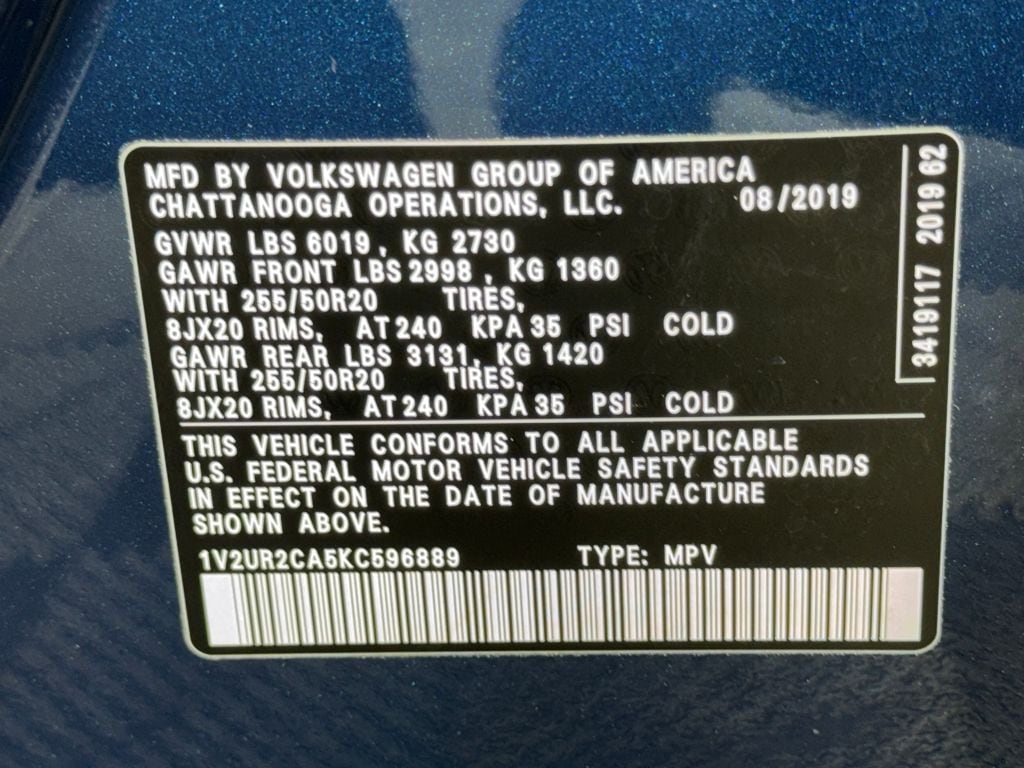 MFD BY VOLKSWAGEN GROUP OF AMERICA
CHATTANOOGA OPERATIONS, LLC. 08/2019
GVWR LBS 6019, KG 2730
GAWR FRONT LBS 2998 , KG 1360
WITH 255/50R20 TIRES,
8JX20 RIMS, AT 240 KPA 35 PSI COLD
GAWR REAR LBS 3131, KG 1420
WITH 255/50R20 TIRES,
8JX20 RIMS, AT 240 KPA 35 PSI COLD
THIS VEHICLE CONFORMS TO ALL APPLICABLE
U.S. FEDERAL MOTOR VEHICLE SAFETY STANDARDS
IN EFFECT ON THE DATE OF MANUFACTURE
SHOWN ABOVE.
1V2UR2CA5KC596889 TYPE: MPV
3419117 2019 62